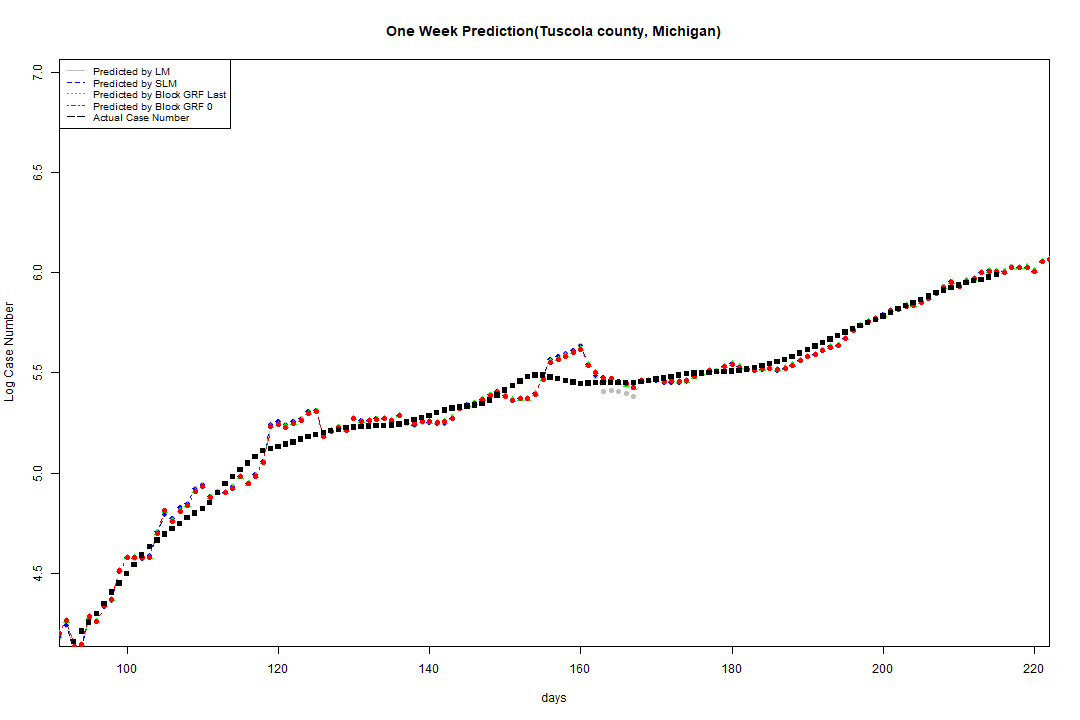 One Week Prediction(Tuscola county, Michigan)
Predicted by LM
Predicted by SLM
Predicted by Block GRF Last
Predicted by Block GRF 0
Actual Case Number
7.0
6.5
6.0
5.5
5.0
4.5
Log Case Number
100 120 140 160 180 200 220
days